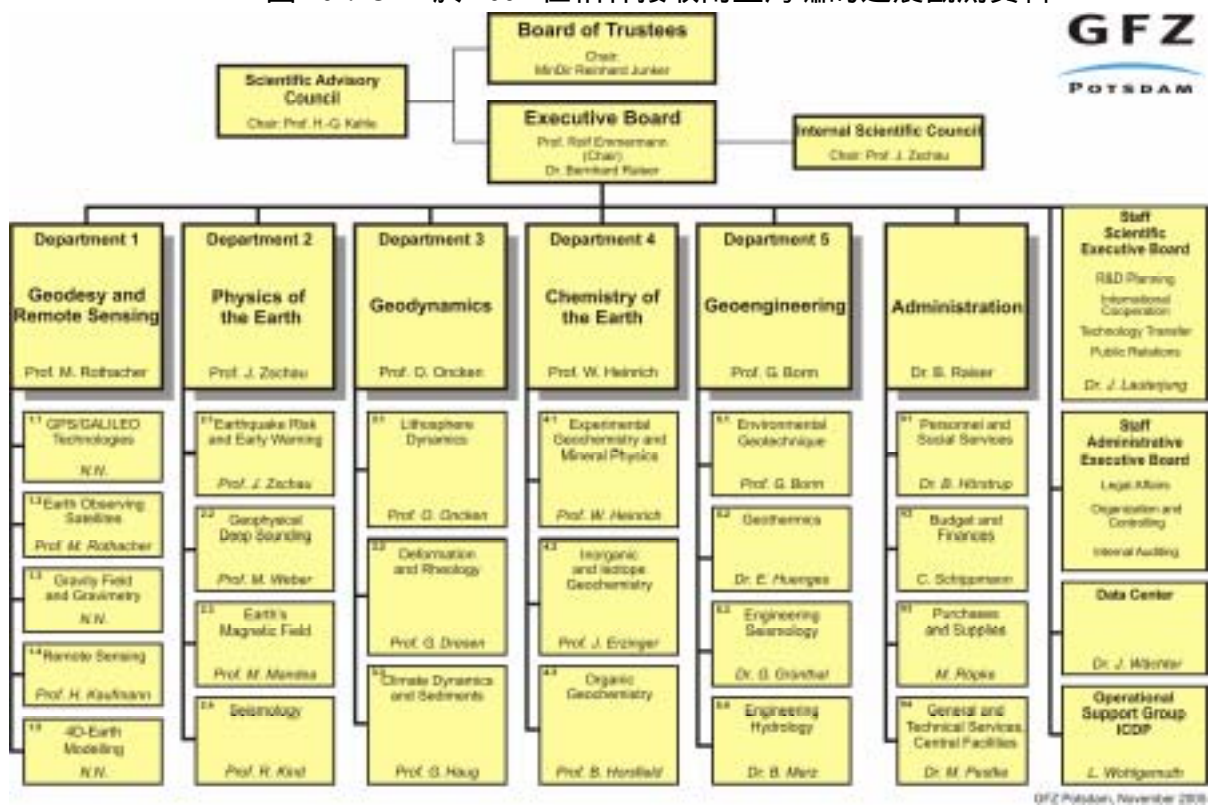 Board of Trustees
Chair:
MinDir Reinhard Junker
GFZ
POTSDAM
Scientific Advisory
Council
Chair: Prof. H.-G. Kahle
Executive Board
Prof. Rolf Emmermann
(Chair)
Dr. Bernhard Raiser
Internal Scientific Council
Chair: Prof. J. Zschau
Department 1
Geodesy and
Remote Sensing
Prof. M. Rothacher
1.1 GPS/GALILEO
Technologies
N.N.
1.2 Earth Observing
Satellites
Prof. M. Rothacher
1.3 Gravity Field
and Gravimetry
N.N.
1.4 Remote Sensing
Prof. H. Kaufmann
1.5 4D-Earth
Modelling
N.N.
Department 2
Physics of
the Earth
Prof. J. Zschau
2.1 Earthquake Risk
and Early Warning
Prof. J. Zschau
2.2 Geophysical
Deep Sounding
Prof. M. Weber
2.3 Earth's
Magnetic Field
Prof. M. Mandea
2.4 Seismology
Prof. R. Kind
Department 3
Geodynamics
Prof. O. Oncken
3.1 Lithosphere
Dynamics
Prof. O. Oncken
3.2 Deformation
and Rheology
Prof. G. Dresen
3.3 Climate Dynamics
and Sediments
Prof. G. Haug
Department 4
Chemistry of
the Earth
Prof. W. Heinrich
4.1 Experimental
Geochemistry and
Mineral Physics
Prof. W. Heinrich
4.2 Inorganic
and Isotope
Geochemistry
Prof. J. Erzinger
4.3 Organic
Geochemistry
Prof. B. Horsfield
Department 5
Geoengineering
Prof. G. Borm
5.1 Environmental
Geotechnique
Prof. G. Borm
5.2 Geothermics
Dr. E. Huenges
5.3 Engineering
Seismology
Dr. G. Grünthal
5.4 Engineering
Hydrology
Dr. B. Merz
Administration
Dr. B. Raiser
Personnel and
Social Services
Dr. B. Hörstrup
Budget and
Finances
C. Schippmann
Purchases
and Supplies
M. Röpke
General and
Technical Services,
Central Facilities
Dr. M. Pestke
Staff
Scientific
Executive Board
R&D Planning
International
Cooperation
Technology Transfer
Public Relations
Dr. J. Lauterjung
Staff
Administrative
Executive Board
Legal Affairs
Organization and
Controlling
Internal Auditing
Data Center
Dr. J. Wächter
Operational
Support Group
ICDP
L. Wohlgemuth
GFZ Potsdam, November 2005